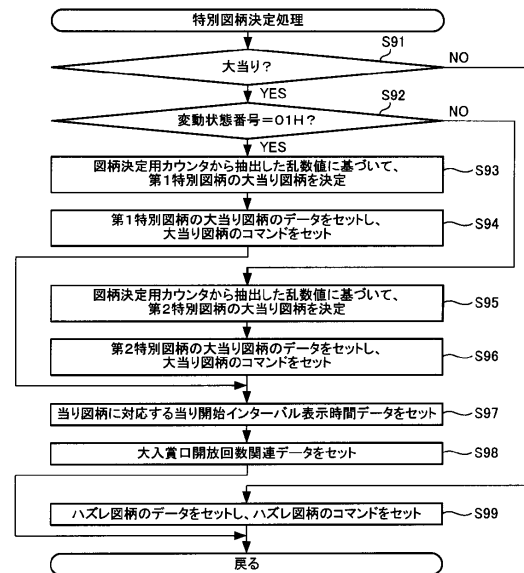 特別図柄決定処理
S91
大当り?
NO
YES
S92
変動状態番号=01H?
NO
YES
図柄決定用カウンタから抽出した乱数値に基づいて、
第1特別図柄の大当り図柄を決定
S93
第1特別図柄の大当り図柄のデータをセットし、
大当り図柄のコマンドをセット
S94
図柄決定用カウンタから抽出した乱数値に基づいて、
第2特別図柄の大当り図柄を決定
S95
第2特別図柄の大当り図柄のデータをセットし、
大当り図柄のコマンドをセット
S96
当り図柄に対応する当り開始インターバル表示時間データをセット
S97
大入賞口開放回数関連データをセット
S98
ハズレ図柄のデータをセットし、ハズレ図柄のコマンドをセット
S99
戻る